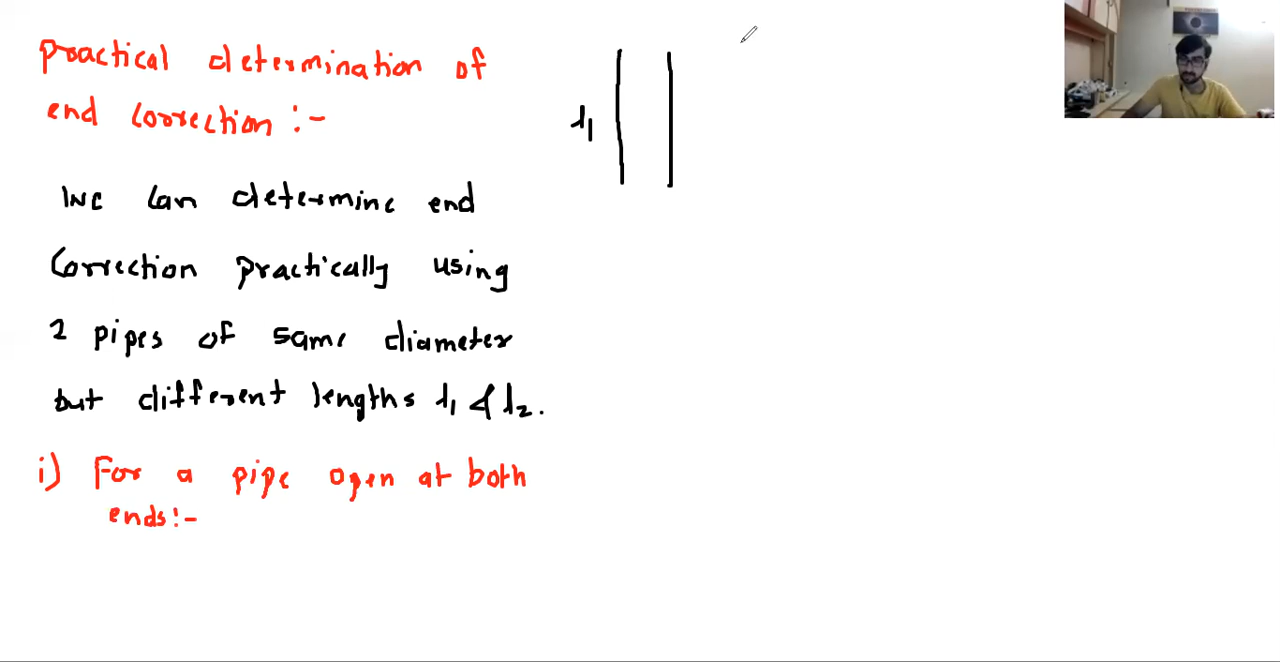 Practical determination of
end correction :-
We can determine end
correction practically using
2 pipes of same diameter
but different lengths l₁ & l₂.
i) For a pipe open at both
ends:-
l₁